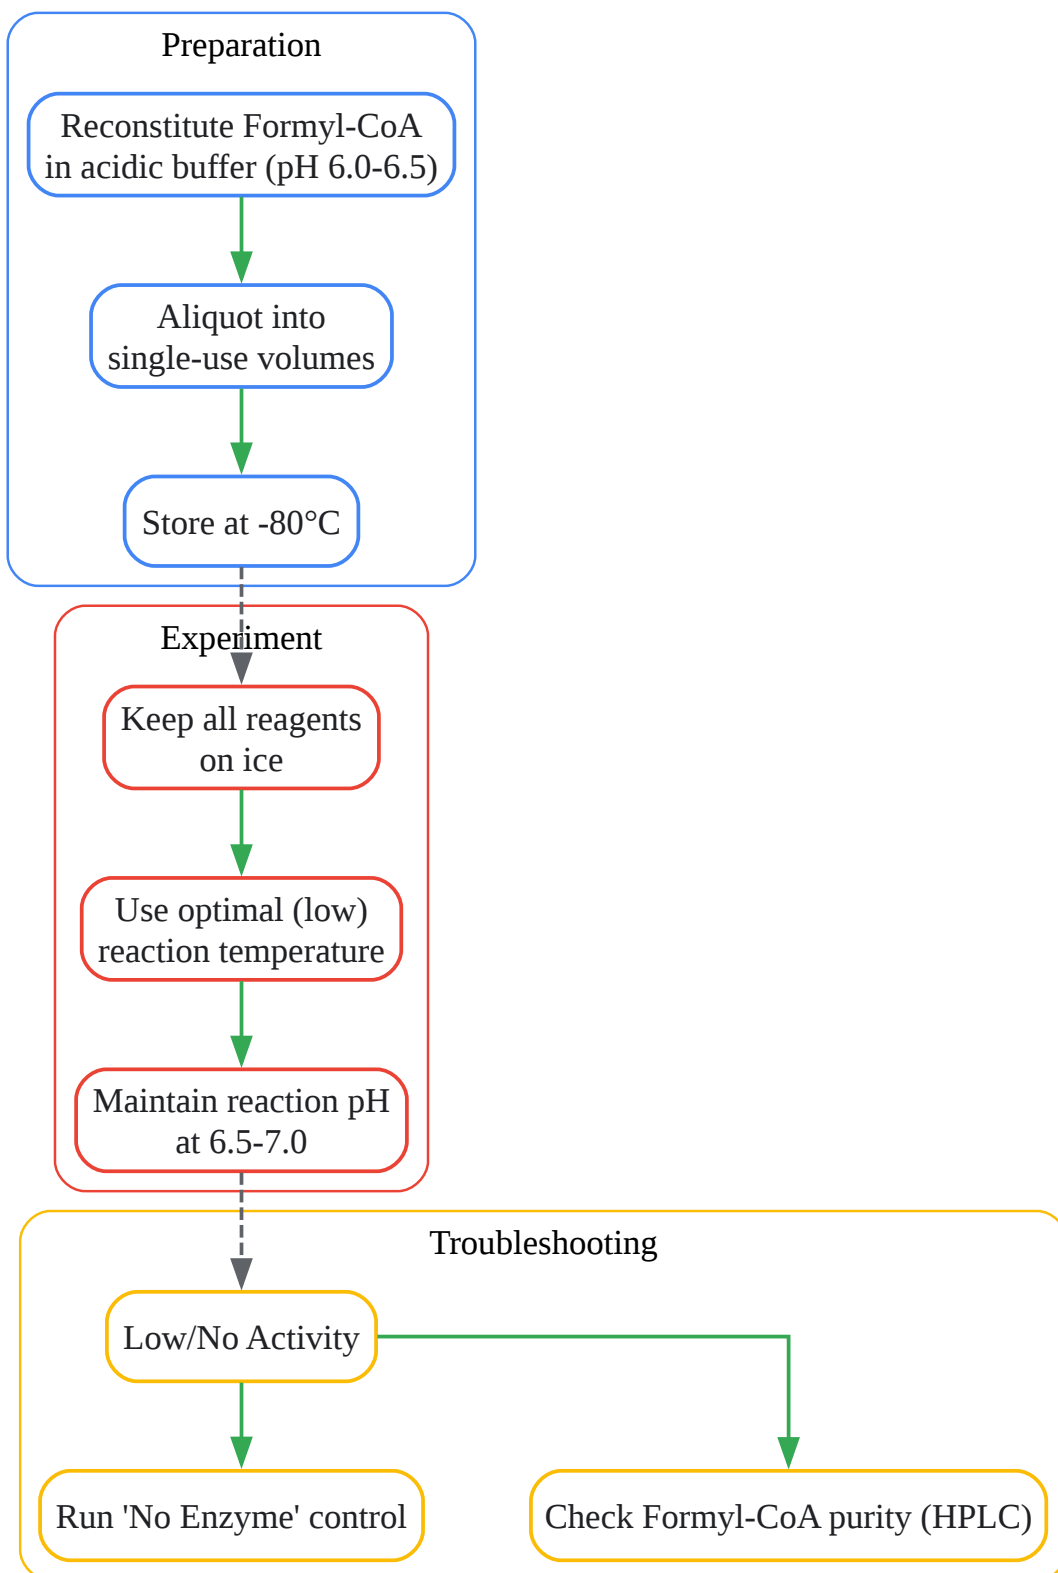 Preparation
Reconstitute Formyl-CoA
in acidic buffer (pH 6.0-6.5)
Aliquot into
single-use volumes
Store at -80°C
Experiment
Keep all reagents
on ice
Use optimal (low)
reaction temperature
Maintain reaction pH
at 6.5-7.0
Troubleshooting
Low/No Activity
Run 'No Enzyme' control
Check Formyl-CoA purity (HPLC)